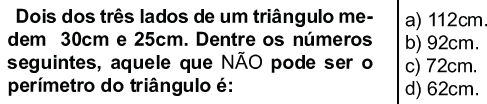 Dois dos três lados de um triângulo me-
dem 30cm e 25cm. Dentre os números
seguintes, aquele que NÃO pode ser o
perímetro do triângulo é:
a) 112cm.
b) 92cm.
c) 72cm.
d) 62cm.